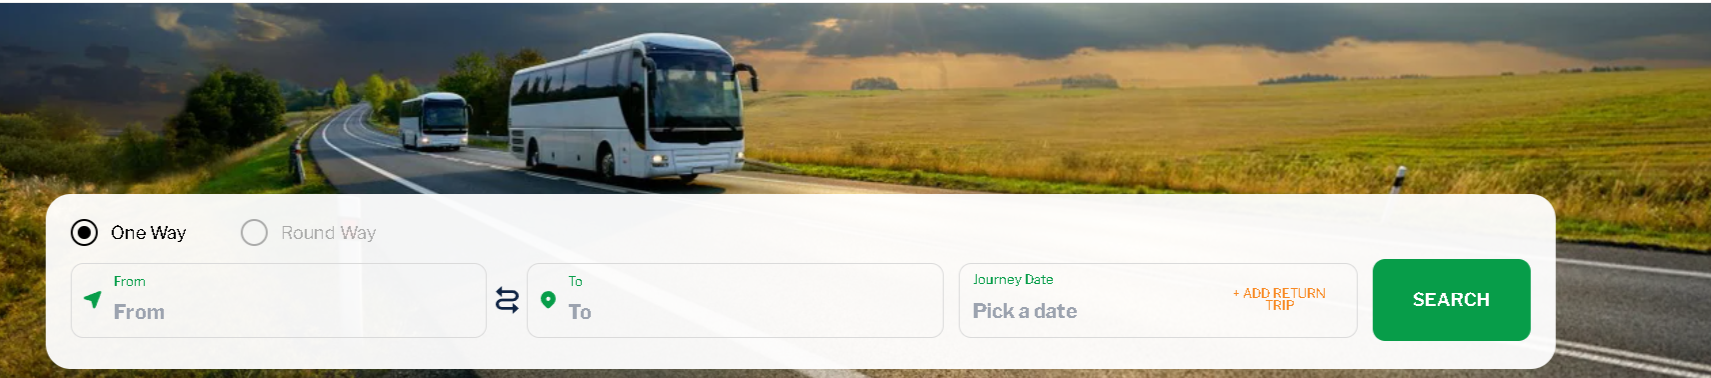 One Way
Round Way
From
From
To
To
Journey Date
Pick a date
+ ADD RETURN
TRIP
SEARCH